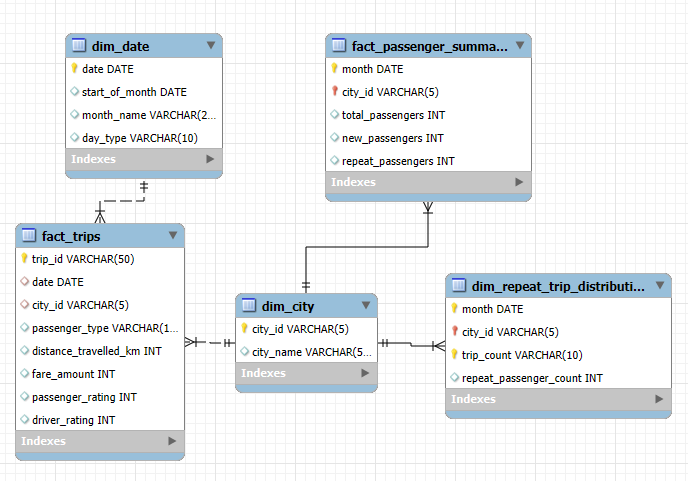 dim_date
date DATE
start_of_month DATE
month_name VARCHAR(2...
day_type VARCHAR(10)
Indexes
fact_passenger_summa...
month DATE
city_id VARCHAR(5)
total_passengers INT
new_passengers INT
repeat_passengers INT
Indexes
fact_trips
trip_id VARCHAR(50)
date DATE
city_id VARCHAR(5)
passenger_type VARCHAR(1...
distance_travelled_km INT
fare_amount INT
passenger_rating INT
driver_rating INT
Indexes
dim_city
city_id VARCHAR(5)
city_name VARCHAR(5...
Indexes
dim_repeat_trip_distributi...
month DATE
city_id VARCHAR(5)
trip_count VARCHAR(10)
repeat_passenger_count INT
Indexes